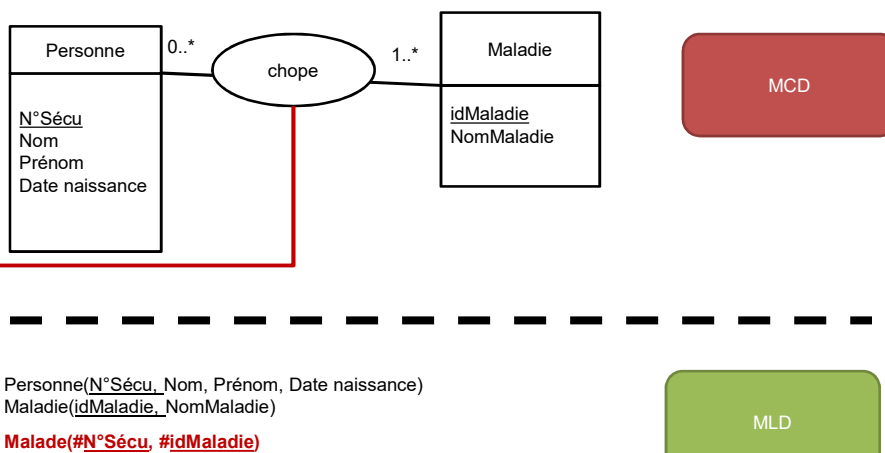 Personne
0..*
chope
1..*
Maladie
MCD
N°Sécu
Nom
Prénom
Date naissance
idMaladie
NomMaladie
Personne(N°Sécu, Nom, Prénom, Date naissance)
Maladie(idMaladie, NomMaladie)
Malade(#N°Sécu, #idMaladie)
MLD